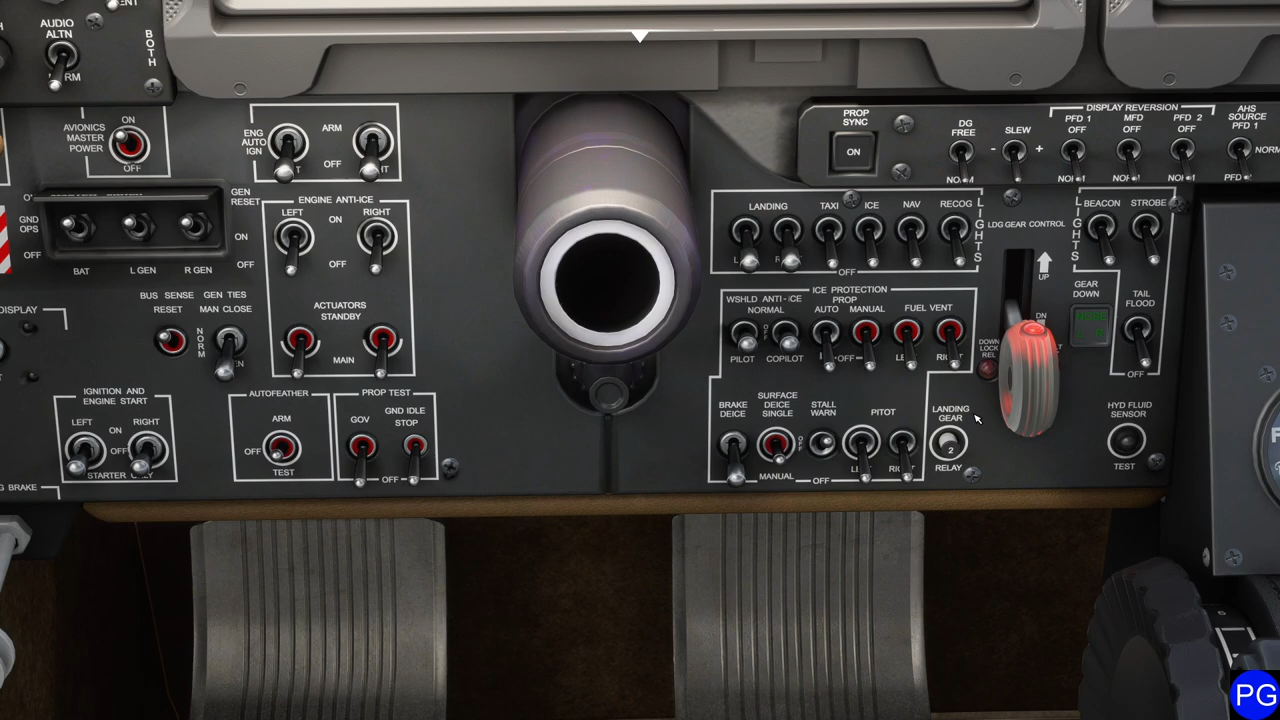 AUDIO
ALTN
BOTH
AVIONICS
MASTER
POWER
ON
OFF
ENG
AUTO
IGN
ARM
OFF
GEN
RESET
GND
OPS
OFF
ON
OFF
BAT
L GEN
R GEN
ENGINE ANTI-ICE
LEFT
ON
RIGHT
OFF
ACTUATORS
STANDBY
MAIN
BUS SENSE
RESET
GEN TIES
MAN CLOSE
NORM
DISPLAY
IGNITION AND
ENGINE START
LEFT
ON
RIGHT
OFF
BRAKE
AUTOFEATHER
ARM
OFF
TEST
PROP TEST
GOV
GND IDLE
STOP
OFF
PROP
SYNC
ON
DG
FREE
- SLEW +
DISPLAY REVERSION
PFD 1
OFF
MFD
OFF
PFD 2
OFF
AHS
SOURCE
PFD 1
LANDING
TAXI
ICE
NAV
RECOG
LIGHTS
OFF
ICE PROTECTION
WSHLD ANTI-ICE
NORMAL
OFF
PILOT
COPILOT
PROP
AUTO
MANUAL
OFF
FUEL VENT
BRAKE
DEICE
SURFACE
DEICE
SINGLE
OFF
MANUAL
STALL
WARN
PITOT
OFF
LANDING
GEAR
2
RELAY
LDG GEAR CONTROL
UP
DN
DOWN
LOCK
REL
LIGHTS
BEACON
STROBE
GEAR
DOWN
NOSE
TAIL
FLOOD
OFF
HYD FLUID
SENSOR
TEST
PG